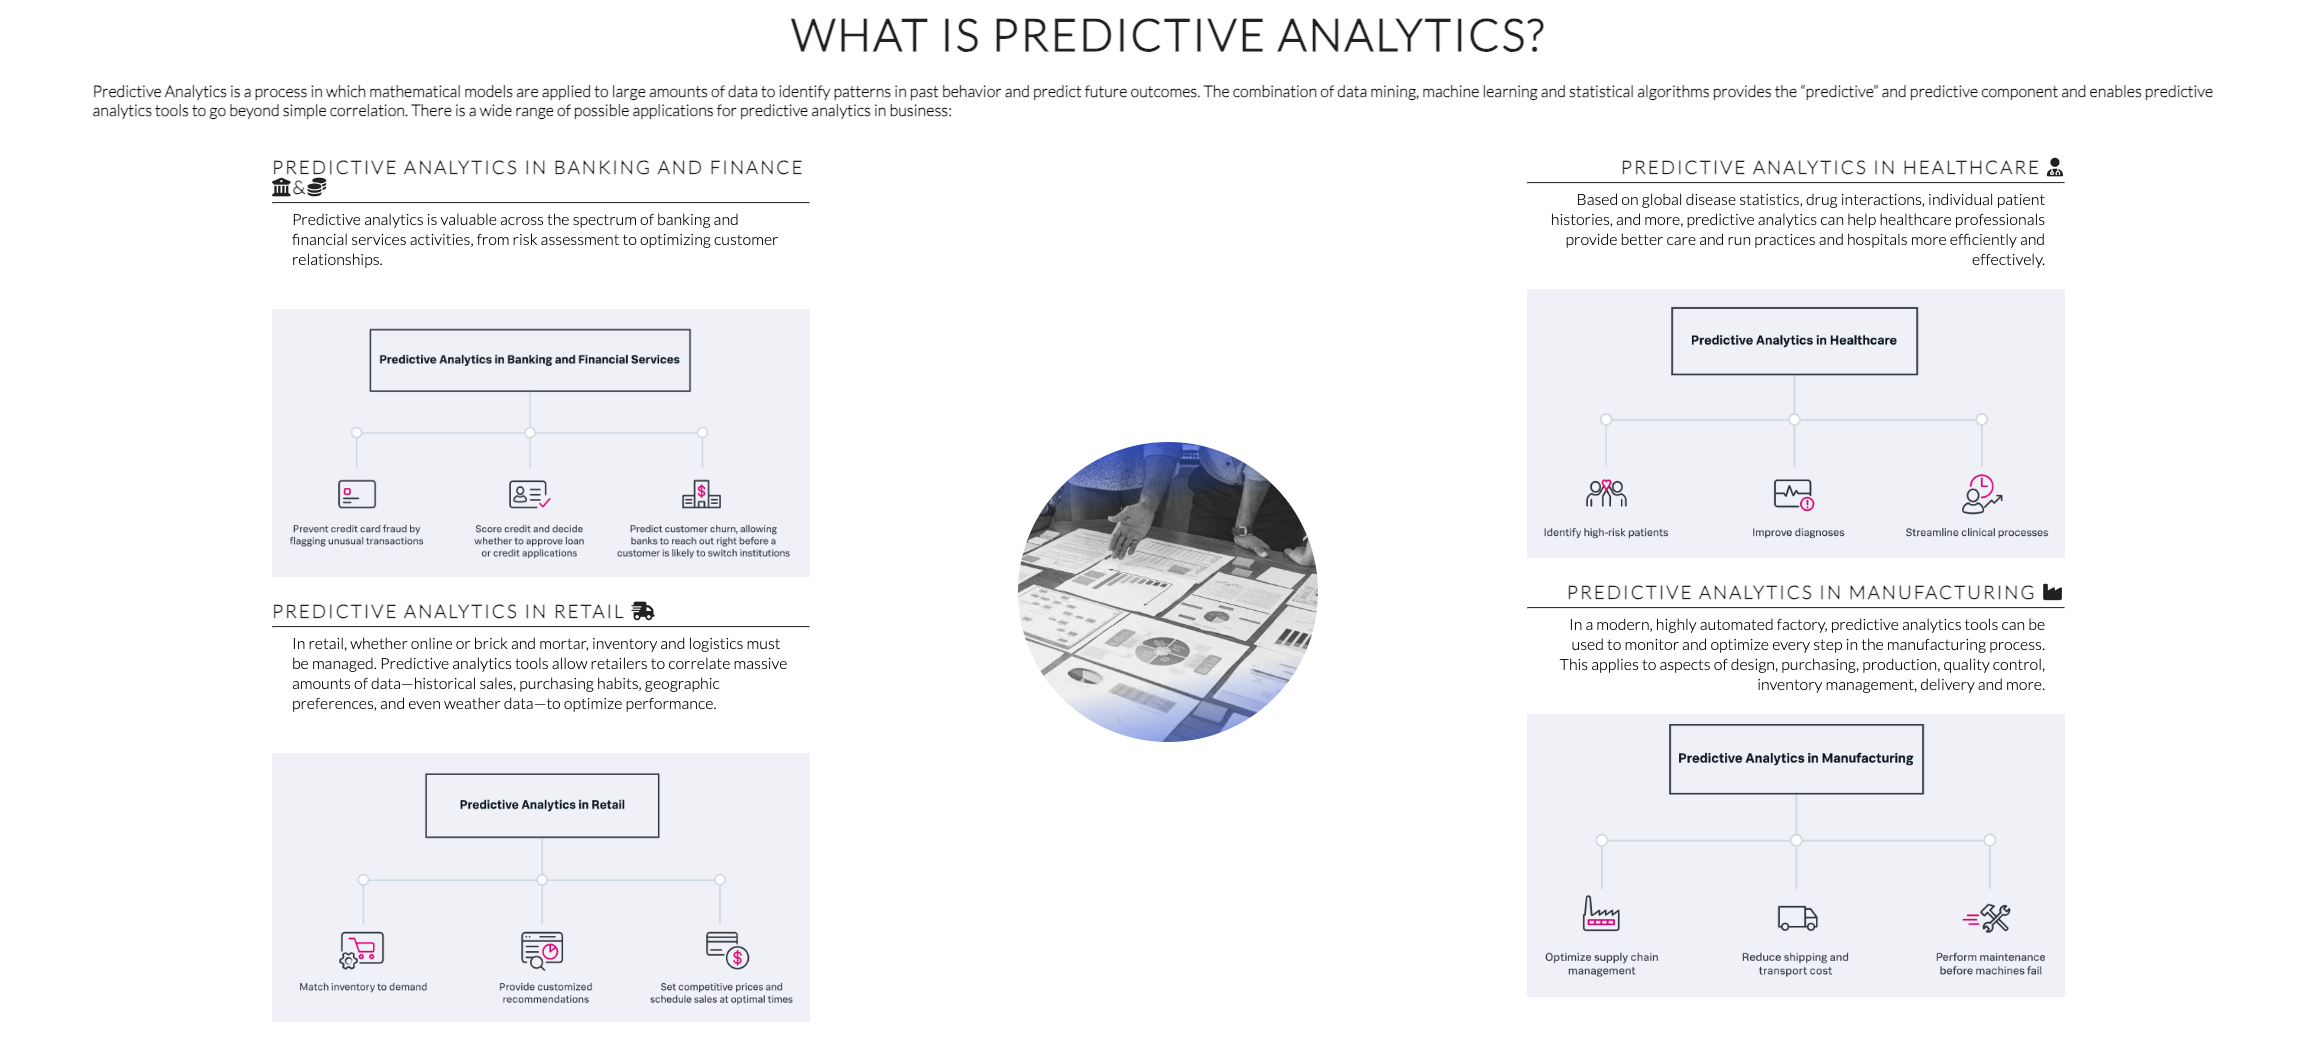 WHAT IS PREDICTIVE ANALYTICS?
Predictive Analytics is a process in which mathematical models are applied to large amounts of data to identify patterns in past behavior and predict future outcomes. The combination of data mining, machine learning and statistical algorithms provides the “predictive” and predictive component and enables predictive
analytics tools to go beyond simple correlation. There is a wide range of possible applications for predictive analytics in business:
PREDICTIVE ANALYTICS IN BANKING AND FINANCE
&
Predictive analytics is valuable across the spectrum of banking and
financial services activities, from risk assessment to optimizing customer
relationships.
Predictive Analytics in Banking and Financial Services
$
Prevent credit card fraud by
flagging unusual transactions
Score credit and decide
whether to approve loan
or credit applications
Predict customer churn, allowing
banks to reach out right before a
customer is likely to switch institutions
PREDICTIVE ANALYTICS IN RETAIL
In retail, whether online or brick and mortar, inventory and logistics must
be managed. Predictive analytics tools allow retailers to correlate massive
amounts of data—historical sales, purchasing habits, geographic
preferences, and even weather data—to optimize performance.
Predictive Analytics in Retail
$
Match inventory to demand
Provide customized
recommendations
Set competitive prices and
schedule sales at optimal times
PREDICTIVE ANALYTICS IN HEALTHCARE
Based on global disease statistics, drug interactions, individual patient
histories, and more, predictive analytics can help healthcare professionals
provide better care and run practices and hospitals more efficiently and
effectively.
Predictive Analytics in Healthcare
Identify high-risk patients
Improve diagnoses
Streamline clinical processes
PREDICTIVE ANALYTICS IN MANUFACTURING
In a modern, highly automated factory, predictive analytics tools can be
used to monitor and optimize every step in the manufacturing process.
This applies to aspects of design, purchasing, production, quality control,
inventory management, delivery and more.
Predictive Analytics in Manufacturing
Optimize supply chain
management
Reduce shipping and
transport cost
Perform maintenance
before machines fail